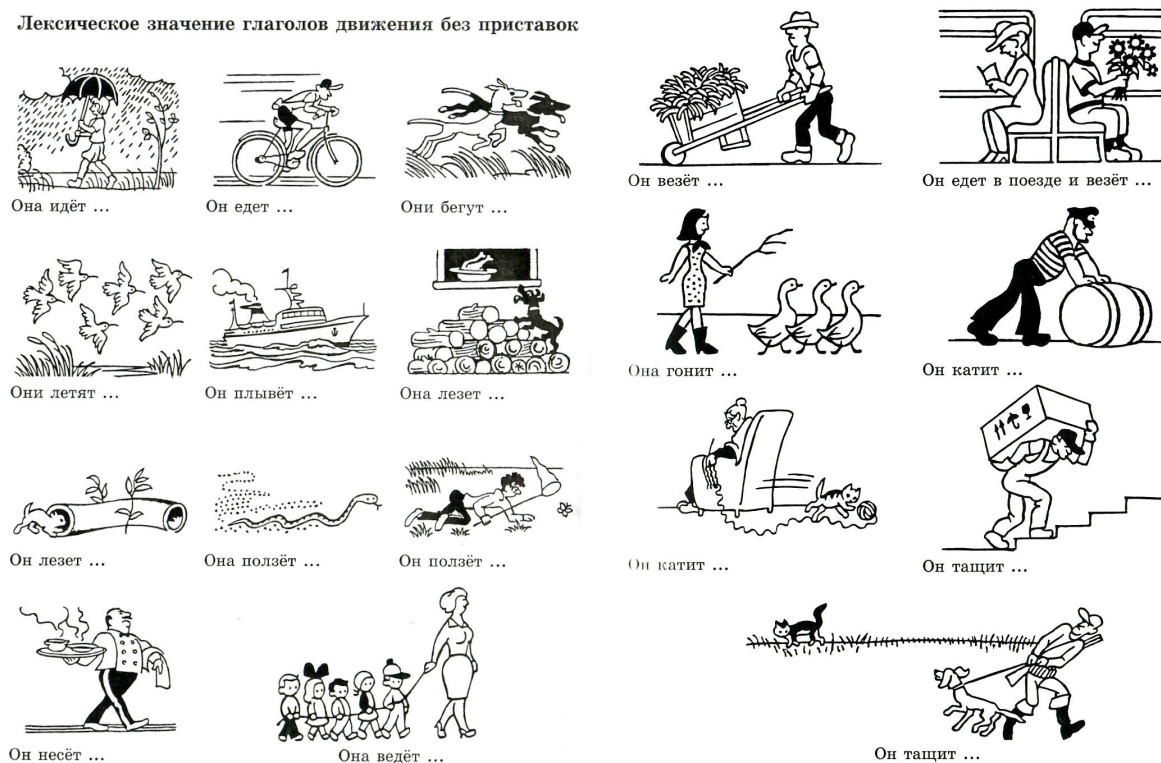 Лексическое значение глаголов движения без приставок
Она идёт ...
Он едет ...
Они бегут ...
Они летят ...
Он плывёт ...
Она лезет ...
Он лезет ...
Она ползёт ...
Он ползёт ...
Он несёт ...
Она ведёт ...
Он везёт ...
Он едет в поезде и везёт ...
Она гонит ...
Он катит ...
Он катит ...
Он тащит ...
Он тащит ...